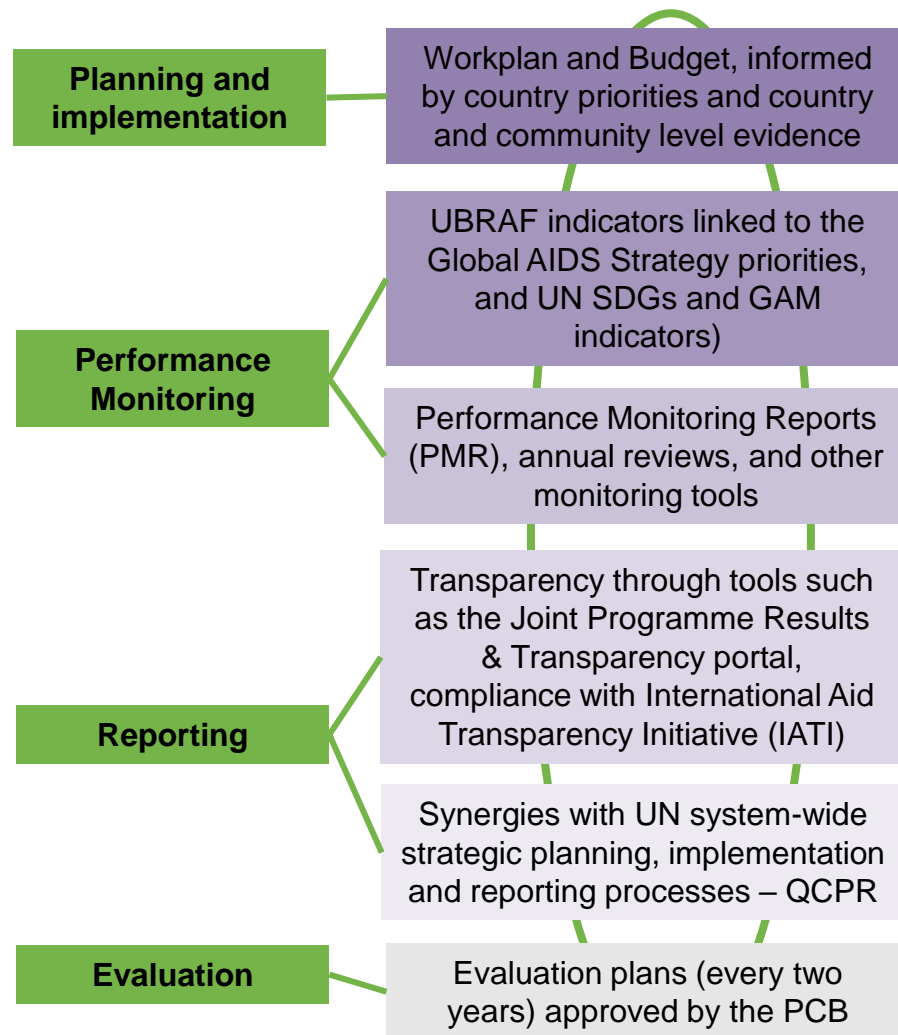 Planning and
implementation
Workplan and Budget, informed
by country priorities and country
and community level evidence
Performance
Monitoring
UBRAF indicators linked to the
Global AIDS Strategy priorities,
and UN SDGs and GAM
indicators)
Performance Monitoring Reports
(PMR), annual reviews, and other
monitoring tools
Reporting
Transparency through tools such
as the Joint Programme Results
& Transparency portal,
compliance with International Aid
Transparency Initiative (IATI)
Synergies with UN system-wide
strategic planning, implementation
and reporting processes – QCPR
Evaluation
Evaluation plans (every two
years) approved by the PCB